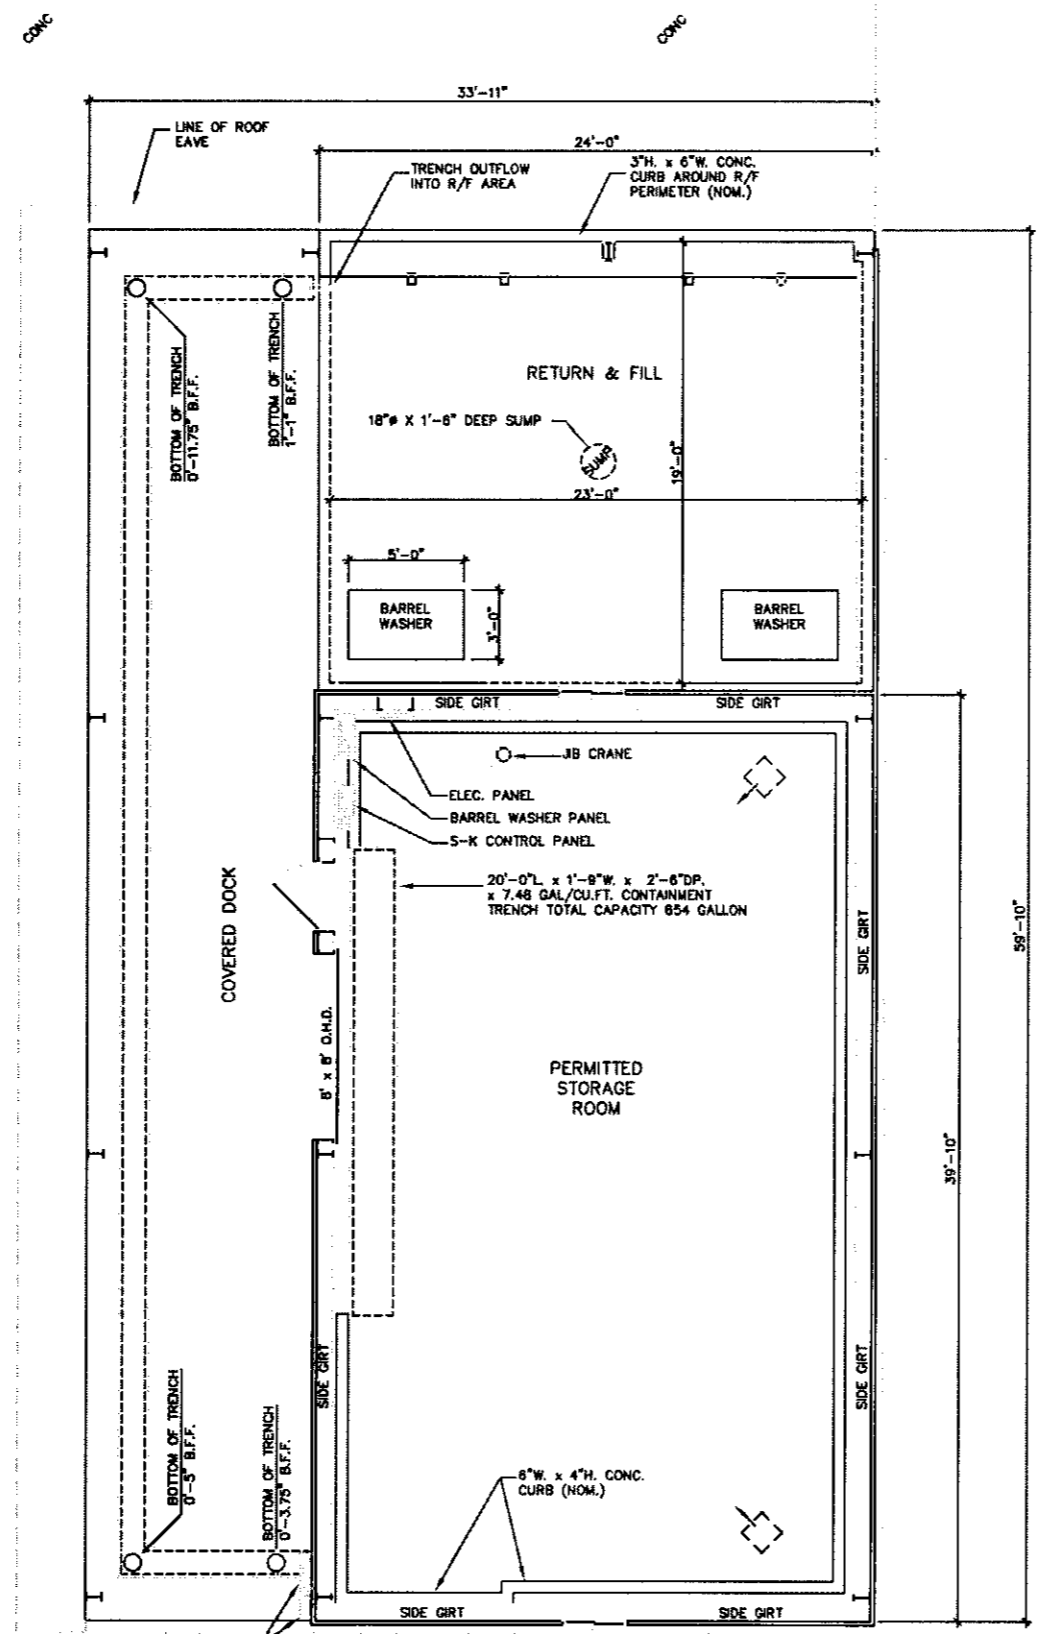 CONC
CONC
33'-11"
LINE OF ROOF
EAVE
24'-0"
TRENCH OUTFLOW
INTO R/F AREA
3"H. x 6"W. CONC.
CURB AROUND R/F
PERIMETER (NOM.)
BOTTOM OF TRENCH
0'-11.75" B.F.F.
BOTTOM OF TRENCH
1'-1" B.F.F.
RETURN & FILL
18"ø X 1'-6" DEEP SUMP
SUMP
19'-0"
23'-0"
5'-0"
BARREL
WASHER
3'-0"
BARREL
WASHER
SIDE GIRT
SIDE GIRT
JIB CRANE
ELEC. PANEL
BARREL WASHER PANEL
S-K CONTROL PANEL
20'-0"L. x 1'-9"W. x 2'-6"DP.
x 7.48 GAL/CU.FT. CONTAINMENT
TRENCH TOTAL CAPACITY 654 GALLON
COVERED DOCK
SIDE GIRT
59'-10"
8' x 8' O.H.D.
PERMITTED
STORAGE
ROOM
39'-10"
SIDE GIRT
SIDE GIRT
BOTTOM OF TRENCH
0'-5" B.F.F.
BOTTOM OF TRENCH
0'-3.75" B.F.F.
6"W. x 4"H. CONC.
CURB (NOM.)
SIDE GIRT
SIDE GIRT